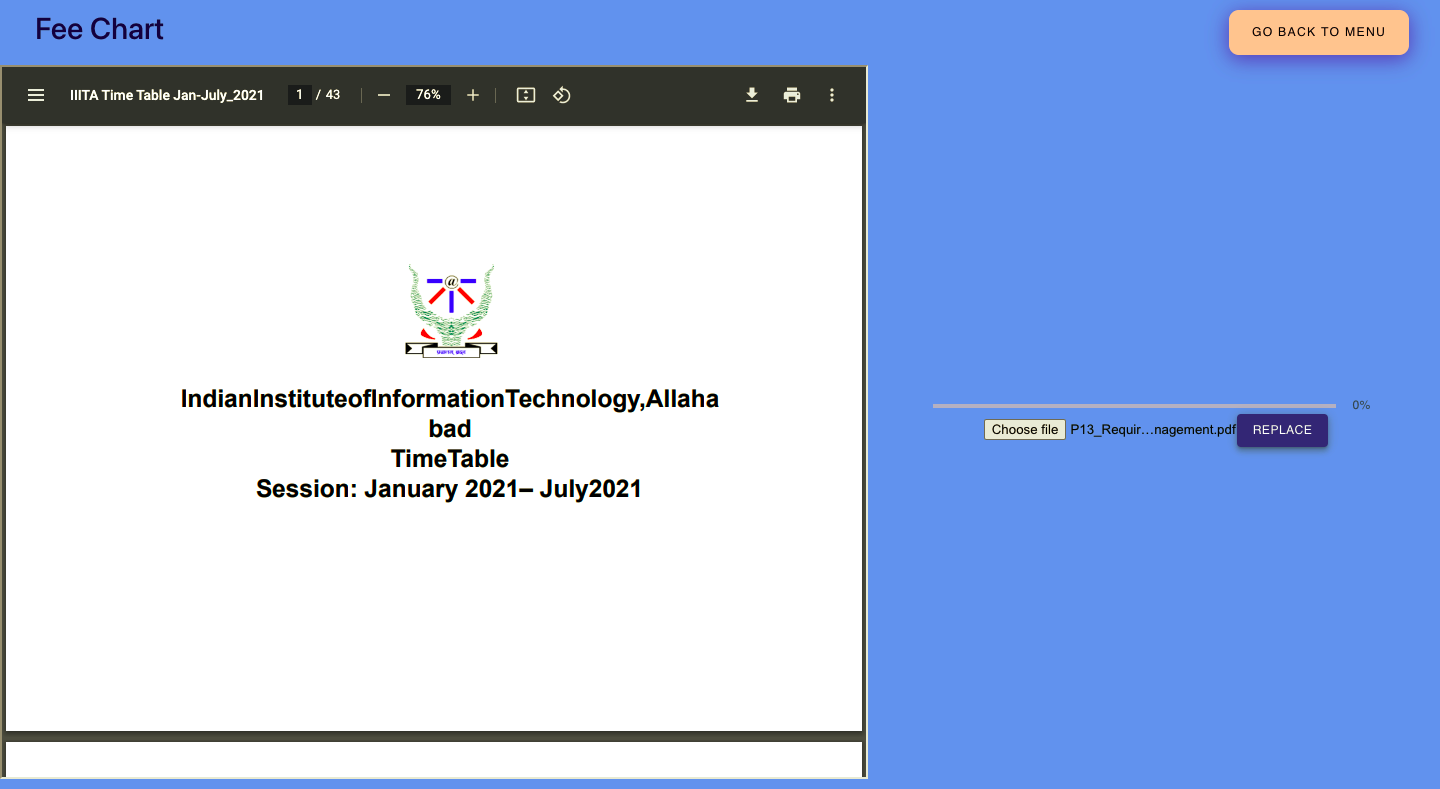 Fee Chart
GO BACK TO MENU
IIITA Time Table Jan-July_2021 1 / 43 76%
@
IndianInstituteofInformationTechnology,Allaha
bad
TimeTable
Session: January 2021– July2021
0%
Choose file P13_Requir…nagement.pdf REPLACE